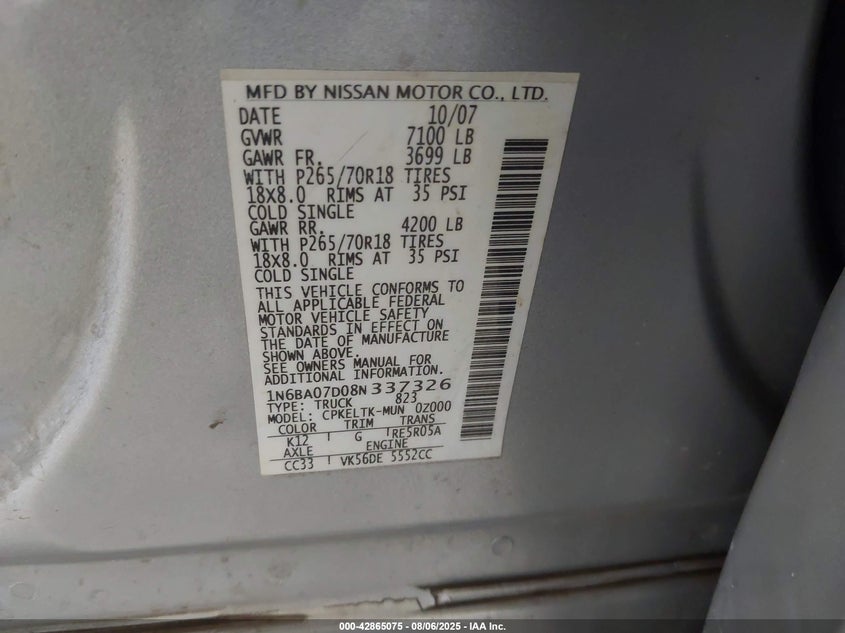 MFD BY NISSAN MOTOR CO., LTD.
DATE 10/07
GVWR 7100 LB
GAWR FR. 3699 LB
WITH P265/70R18 TIRES
18X8.0 RIMS AT 35 PSI
COLD SINGLE
GAWR RR. 4200 LB
WITH P265/70R18 TIRES
18X8.0 RIMS AT 35 PSI
COLD SINGLE
THIS VEHICLE CONFORMS TO
ALL APPLICABLE FEDERAL
MOTOR VEHICLE SAFETY
STANDARDS IN EFFECT ON
THE DATE OF MANUFACTURE
SHOWN ABOVE.
SEE OWNERS MANUAL FOR
ADDITIONAL INFORMATION.
1N6BA07D08N337326
TYPE: TRUCK 823
MODEL: CPKELTK-MUN 0Z000
COLOR TRIM TRANS
K12 G RE5R05A
AXLE ENGINE
CC33 VK56DE 5552CC
000-42865075 - 08/06/2025 - IAA Inc.